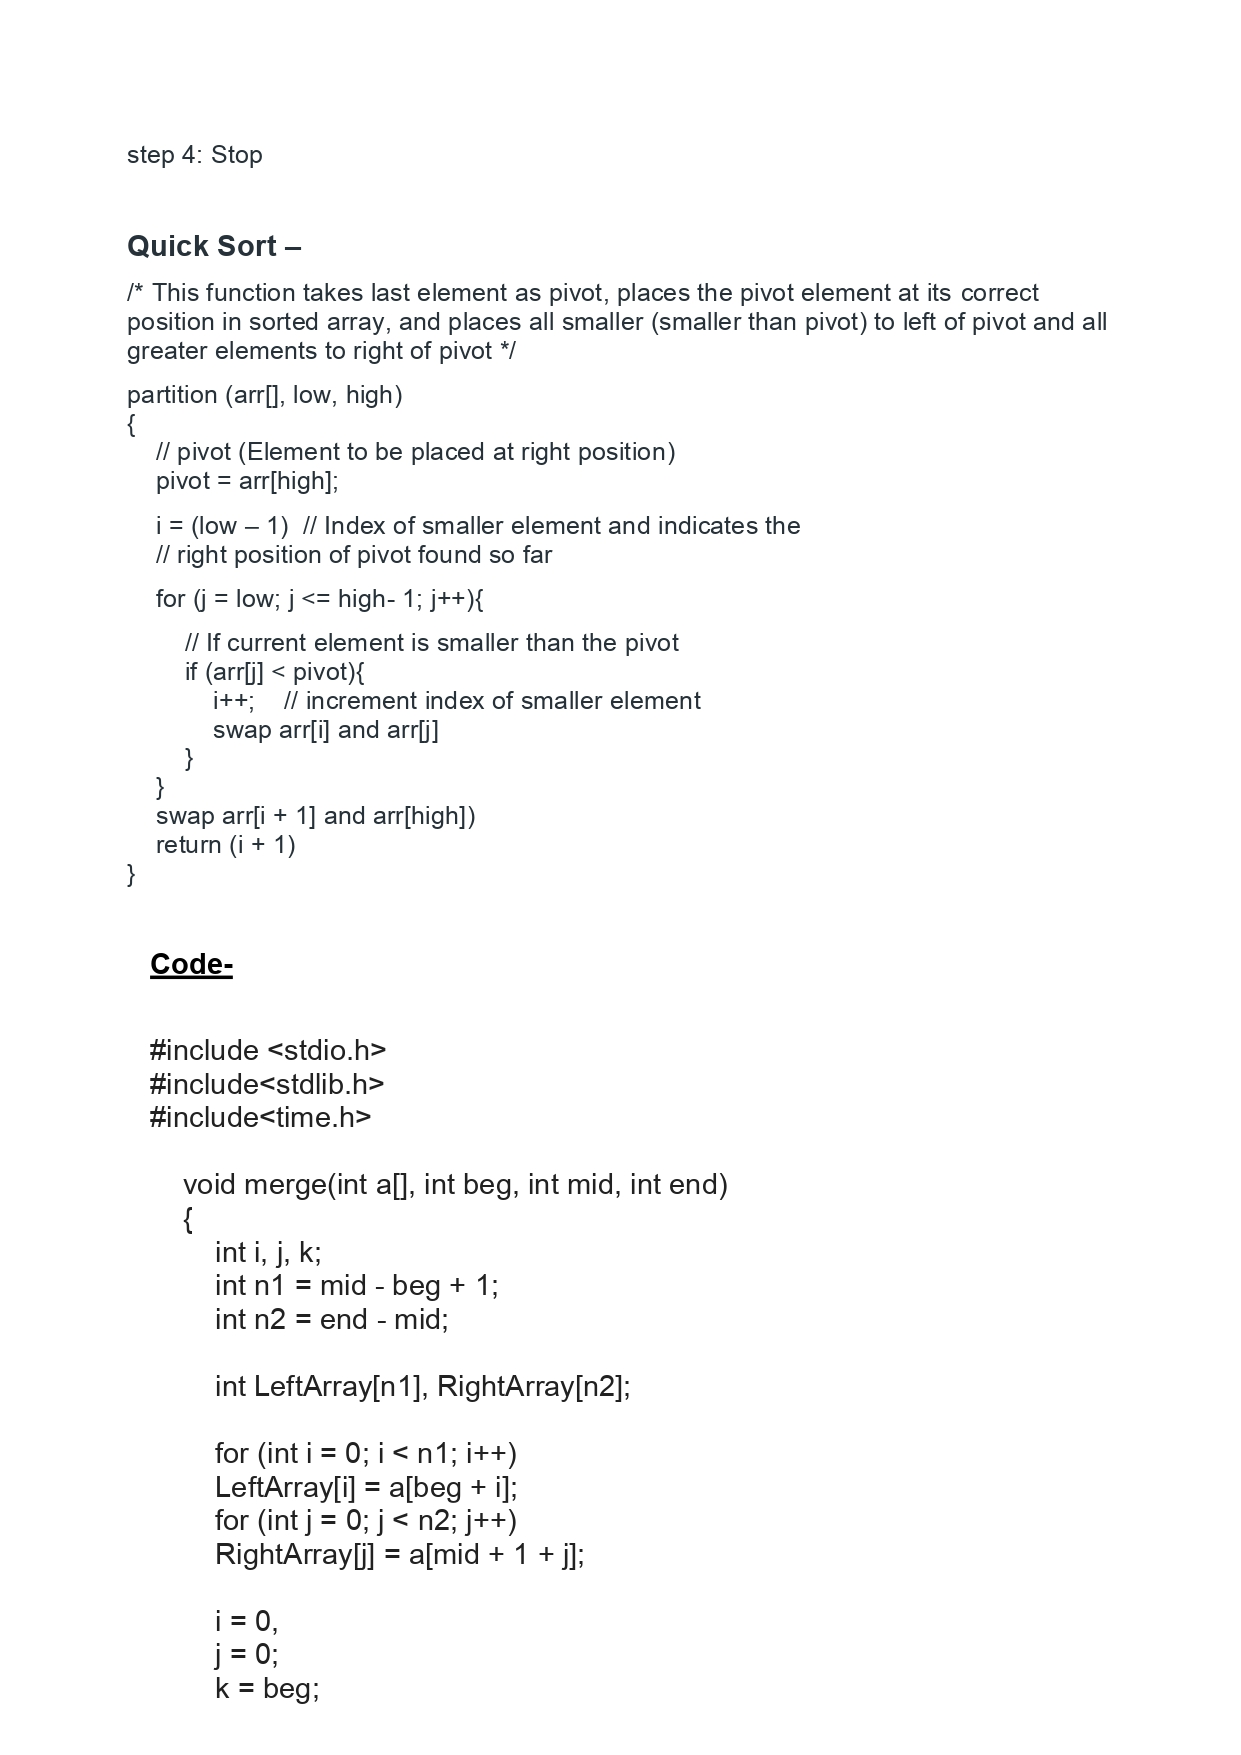 step 4: Stop
Quick Sort –
/* This function takes last element as pivot, places the pivot element at its correct
position in sorted array, and places all smaller (smaller than pivot) to left of pivot and all
greater elements to right of pivot */
partition (arr[], low, high)
{
// pivot (Element to be placed at right position)
pivot = arr[high];
i = (low – 1)  // Index of smaller element and indicates the
// right position of pivot found so far
for (j = low; j <= high- 1; j++){
// If current element is smaller than the pivot
if (arr[j] < pivot){
i++;    // increment index of smaller element
swap arr[i] and arr[j]
}
}
swap arr[i + 1] and arr[high])
return (i + 1)
}
Code-
#include <stdio.h>
#include<stdlib.h>
#include<time.h>
void merge(int a[], int beg, int mid, int end)
{
int i, j, k;
int n1 = mid - beg + 1;
int n2 = end - mid;
int LeftArray[n1], RightArray[n2];
for (int i = 0; i < n1; i++)
LeftArray[i] = a[beg + i];
for (int j = 0; j < n2; j++)
RightArray[j] = a[mid + 1 + j];
i = 0,
j = 0;
k = beg;